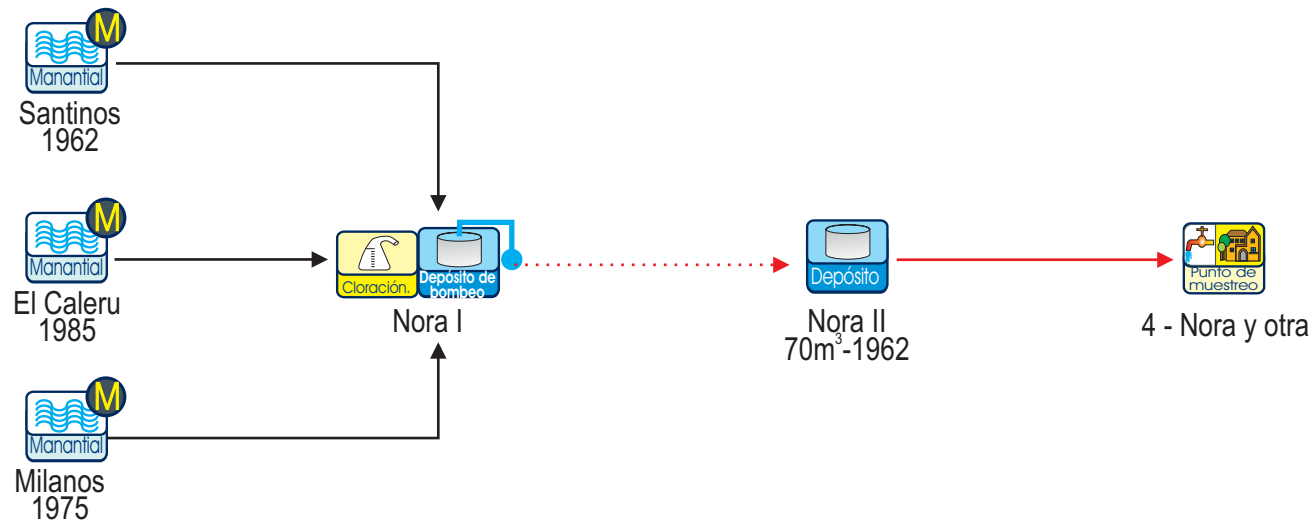 M
Manantial
Santinos
1962
M
Manantial
El Caleru
1985
Cloración.
Depósito de
bombeo
Nora I
Depósito
Nora II
70m³-1962
Punto de
muestreo
4 - Nora y otra
M
Manantial
Milanos
1975